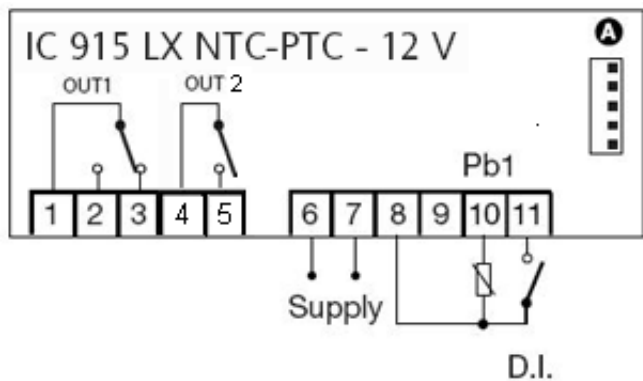 IC 915 LX NTC-PTC - 12 V
A
OUT1
OUT 2
Pb1
1 2 3 4 5 6 7 8 9 10 11
Supply
D.I.